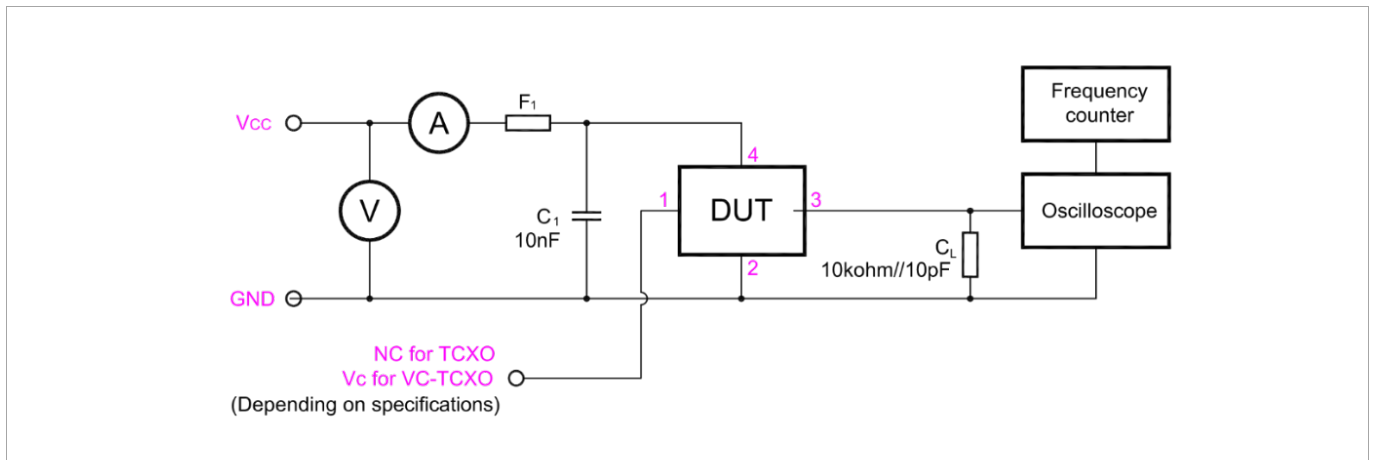 Frequency
counter
F₁
Vcc
A
4
V
1
DUT
3
Oscilloscope
C₁
10nF
CL
10kohm//10pF
2
GND
NC for TCXO
Vc for VC-TCXO
(Depending on specifications)